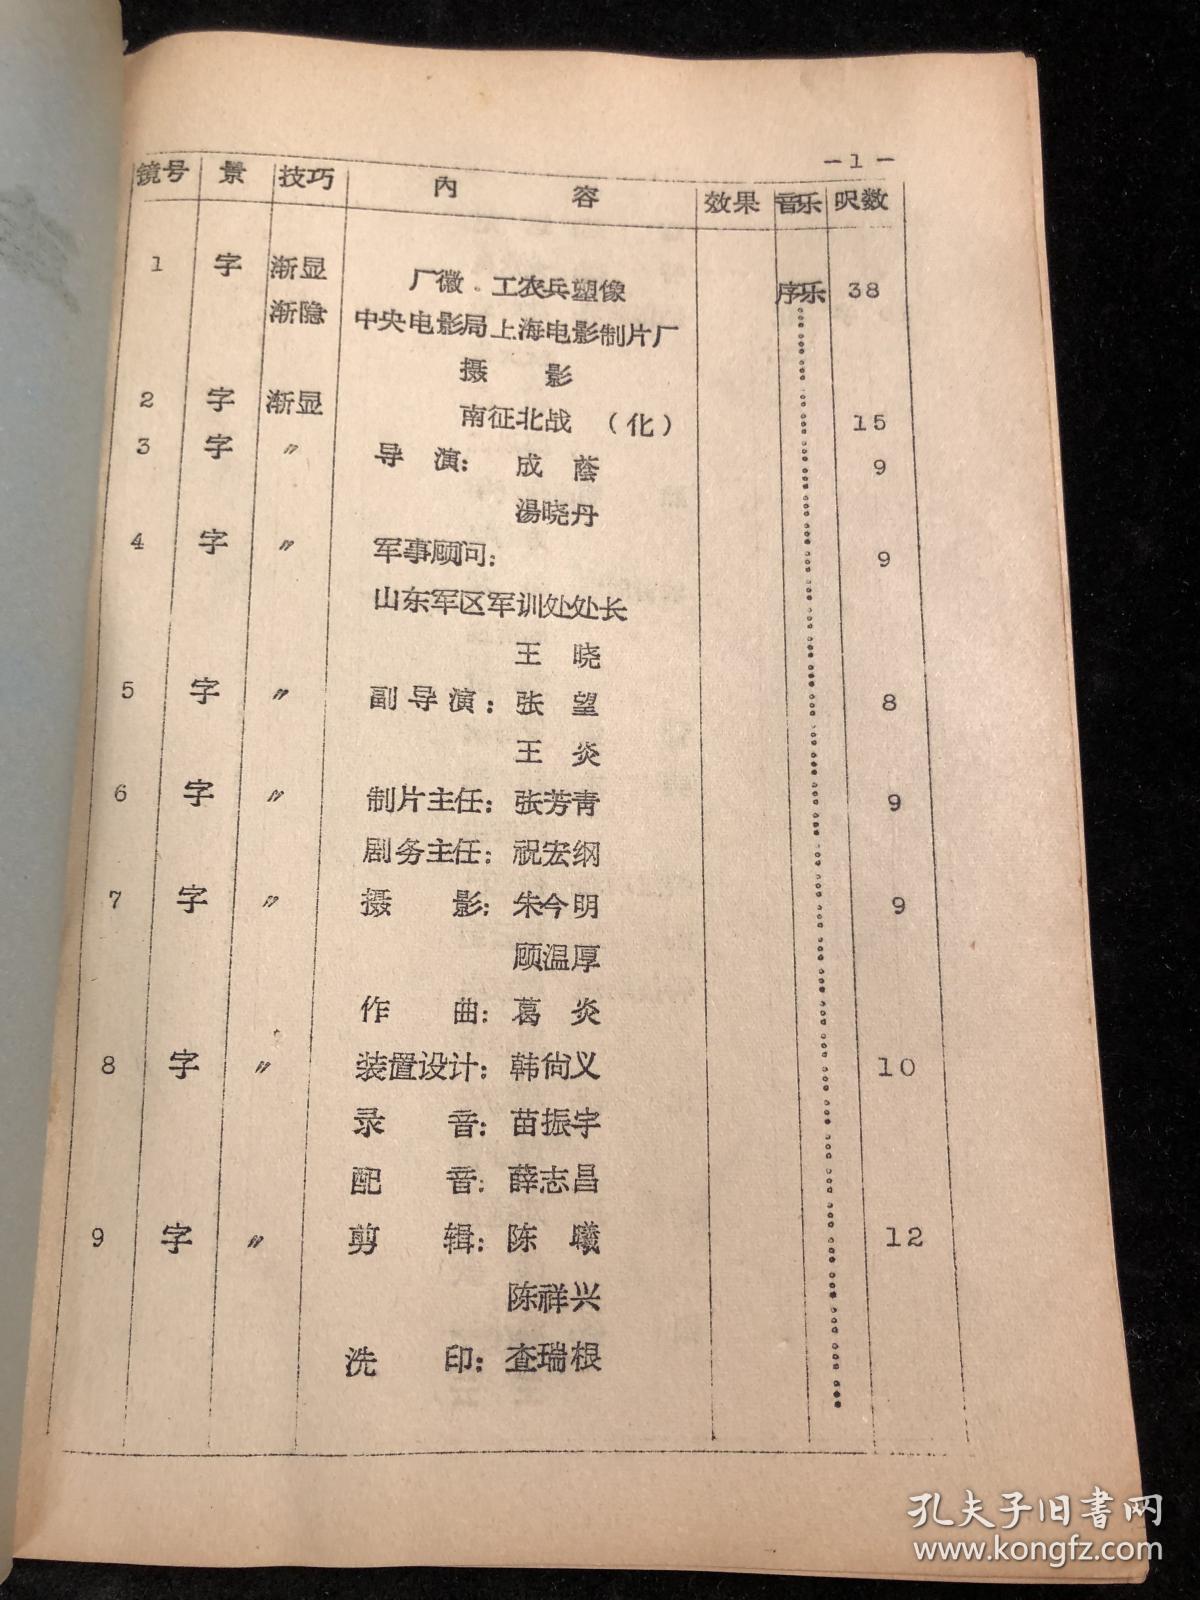 —1—
镜号 景 技巧 内容 效果 音乐 呎数
1 字 渐显 厂徽.工农兵塑像 序乐 38
渐隐 中央电影局上海电影制片厂
摄 影
2 字 渐显 南征北战 (化) 15
3 字 〃 导 演: 成 蔭 9
湯晓丹
4 字 〃 军事顾问: 9
山东军区军训处处长
王 晓
5 字 〃 副导演: 张 望 8
王 炎
6 字 〃 制片主任: 张芳青 9
剧务主任: 祝宏纲
7 字 〃 摄 影: 朱今明 9
顾温厚
作 曲: 葛 炎
8 字 〃 装置设计: 韩尙义 10
录 音: 苗振宇
配 音: 薛志昌
9 字 〃 剪 辑: 陈 曦 12
陈祥兴
洗 印: 查瑞根
孔夫子旧书网
www.kongfz.com